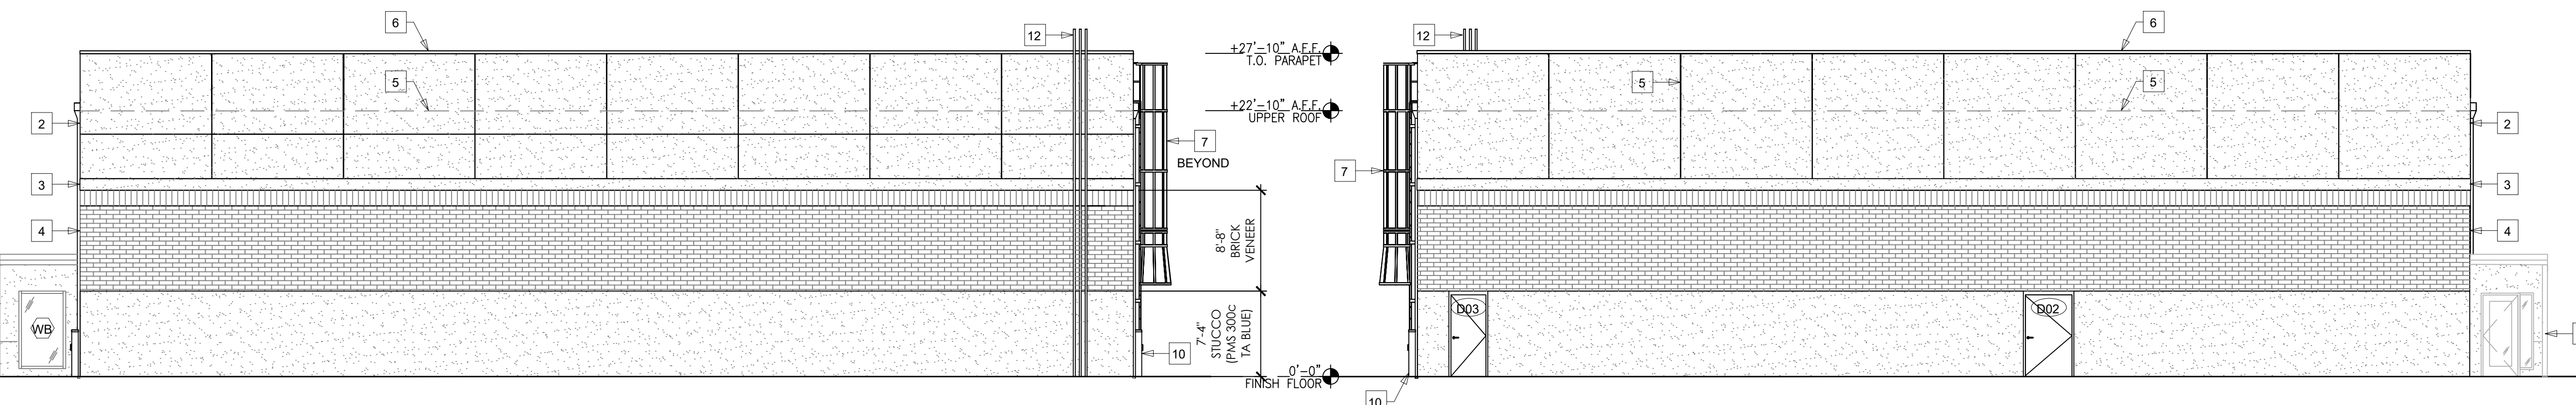 6
12
5
2
3
4
WB
7
BEYOND
10
+27'-10" A.F.F.
T.O. PARAPET
+22'-10" A.F.F.
UPPER ROOF
8'-8"
BRICK
VENEER
7'-4"
STUCCO
(PMS 300c
TA BLUE)
0'-0"
FINISH FLOOR
12
6
5
5
7
2
3
4
D03
D02
10